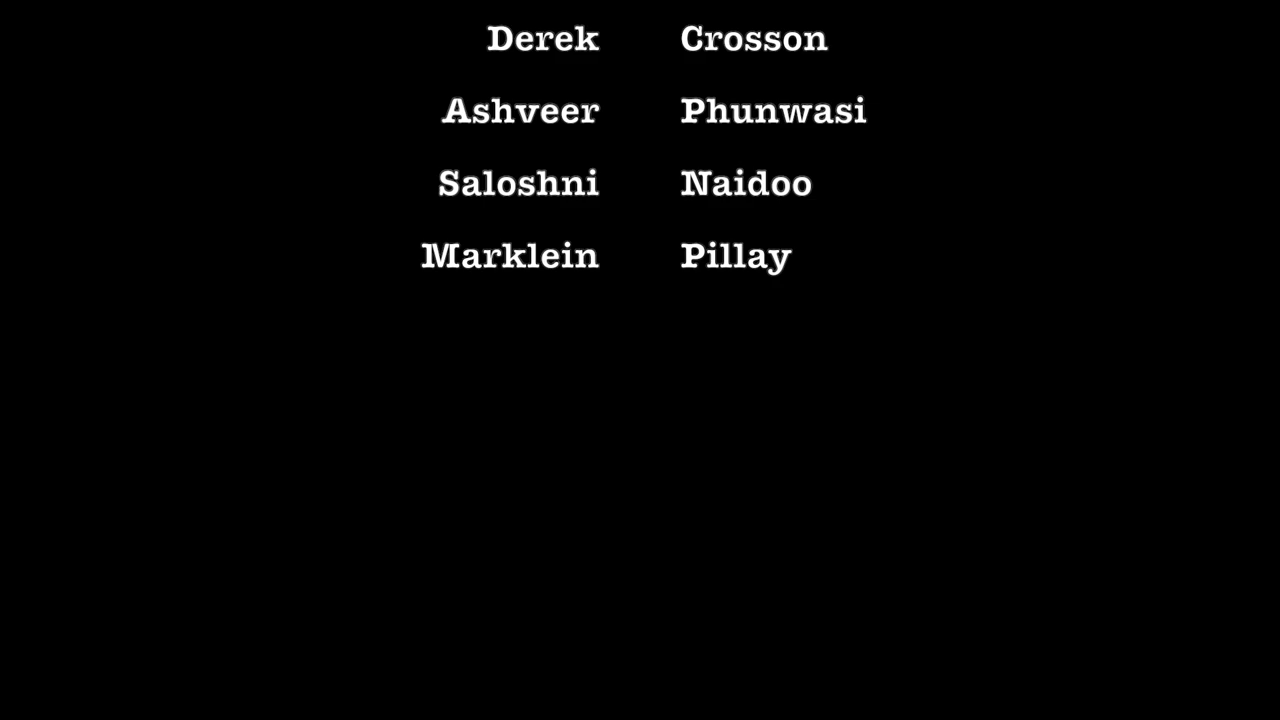 Derek Crosson
Ashveer Phunwasi
Saloshni Naidoo
Marklein Pillay